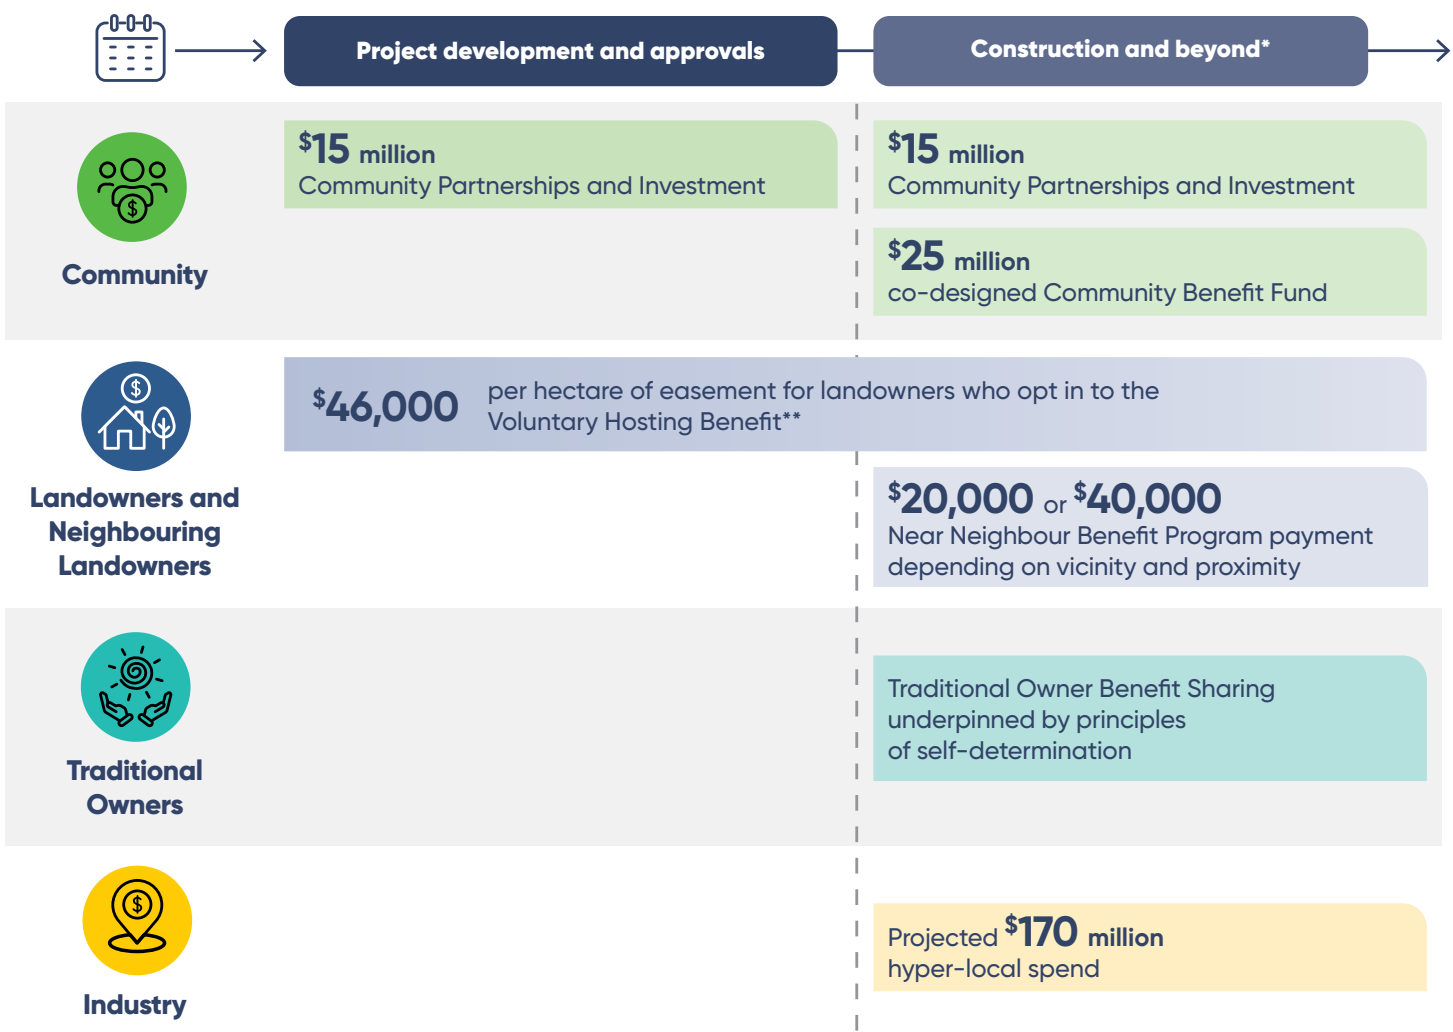 Project development and approvals
Construction and beyond*
Community
$15 million
Community Partnerships and Investment
$15 million
Community Partnerships and Investment
$25 million
co-designed Community Benefit Fund
Landowners and
Neighbouring
Landowners
$46,000
per hectare of easement for landowners who opt in to the
Voluntary Hosting Benefit**
$20,000 or $40,000
Near Neighbour Benefit Program payment
depending on vicinity and proximity
Traditional
Owners
Traditional Owner Benefit Sharing
underpinned by principles
of self-determination
Industry
Projected $170 million
hyper-local spend